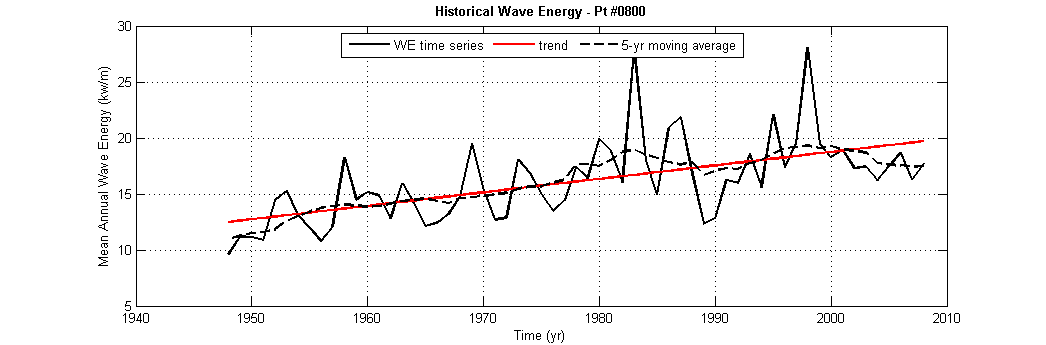 Historical Wave Energy - Pt #0800
WE time series trend 5-yr moving average
30
25
20
15
10
5
Mean Annual Wave Energy (kw/m)
1940 1950 1960 1970 1980 1990 2000 2010
Time (yr)